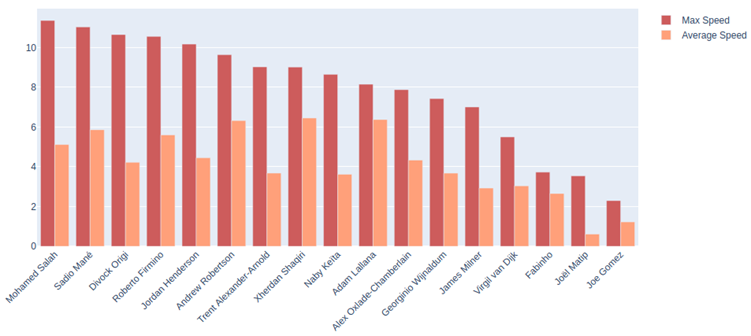 Max Speed
Average Speed
10
8
6
4
2
0
Mohamed Salah
Sadio Mané
Divock Origi
Roberto Firmino
Jordan Henderson
Andrew Robertson
Trent Alexander-Arnold
Xherdan Shaqiri
Naby Keïta
Adam Lallana
Alex Oxlade-Chamberlain
Georginio Wijnaldum
James Milner
Virgil van Dijk
Fabinho
Joël Matip
Joe Gomez